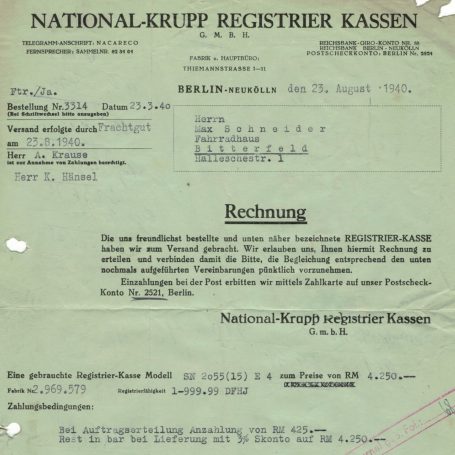 NATIONAL-KRUPP REGISTRIER KASSEN
G. M. B. H.
TELEGRAMM-ANSCHRIFT: NACARECO
FERNSPRECHER: SAMMELNR.
REICHSBANK-GIRO-KONTO NR. 58
REICHSBANK BERLIN-NEUKÖLLN
POSTSCHECKKONTO: BERLIN Nr. 2521
FABRIK U. HAUPTBÜRO:
THIEMANNSTRASSE 1-11
BERLIN-NEUKÖLLN den 23. August 1940.
Ftr./Ja.
Bestellung Nr. 3314 Datum 23.3.40
(Bei Schriftwechsel bitte anzugeben)
Versand erfolgte durch Frachtgut
am 23.8.1940.
Herr A. Krause
ist zur Annahme von Zahlungen berechtigt.
Herr K. Hänsel
Herrn
Max Schneider
Fahrradhaus
Bitterfeld
Hallesche str. 1
Rechnung
Die uns freundlichst bestellte und unten näher bezeichnete REGISTRIER-KASSE
haben wir zum Versand gebracht. Wir erlauben uns, Ihnen hiermit Rechnung zu
erteilen und verbinden damit die Bitte, die Begleichung entsprechend den unten
nochmals aufgeführten Vereinbarungen pünktlich vorzunehmen.
Einzahlungen bei der Post erbitten wir mittels Zahlkarte auf unser Postscheck-
Konto Nr. 2521, Berlin.
National-Krupp Registrier Kassen
G. m. b. H.
Eine gebrauchte Registrier-Kasse Modell SN 2055(15) E 4 zum Preise von RM 4.250.—
Fabrik Nr 2.969.579 Registrierfähigkeit 1-999.99 DFHJ
Zahlungsbedingungen:
Bei Auftragserteilung Anzahlung von RM 425.—
Rest in bar bei Lieferung mit 3% Skonto auf RM 4.250.—